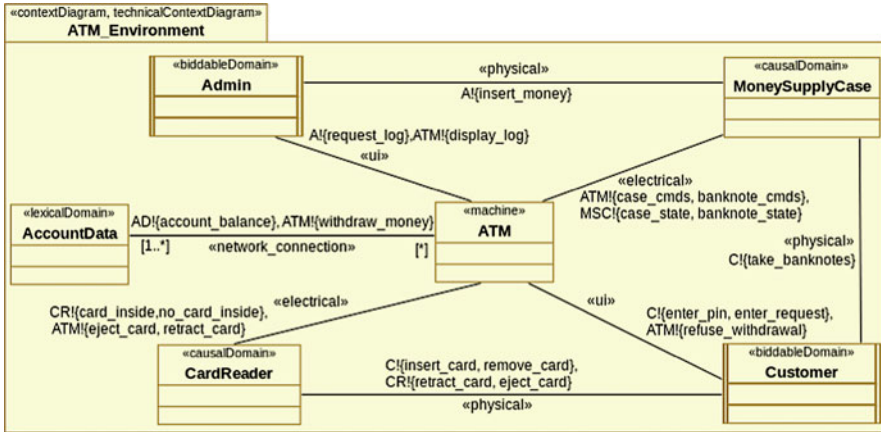 «contextDiagram, technicalContextDiagram»
ATM_Environment
«biddableDomain»
Admin
«physical»
A!{insert_money}
«causalDomain»
MoneySupplyCase
A!{request_log},ATM!{display_log}
«ui»
«electrical»
ATM!{case_cmds, banknote_cmds},
MSC!{case_state, banknote_state}
«lexicalDomain»
AccountData
AD!{account_balance}, ATM!{withdraw_money}
[1..*]
«network_connection»
[*]
«machine»
ATM
«physical»
C!{take_banknotes}
CR!{card_inside,no_card_inside},
ATM!{eject_card, retract_card}
«electrical»
«ui»
C!{enter_pin, enter_request},
ATM!{refuse_withdrawal}
«causalDomain»
CardReader
C!{insert_card, remove_card},
CR!{retract_card, eject_card}
«physical»
«biddableDomain»
Customer